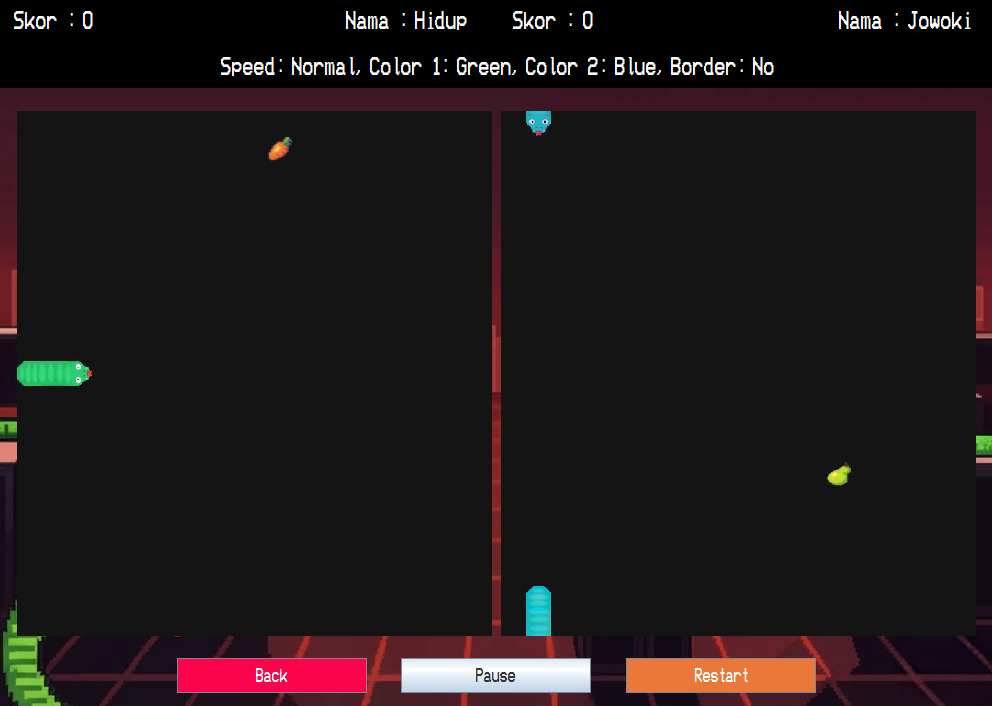 Skor : 0 Nama : Hidup Skor : 0 Nama : Jowoki
Speed: Normal, Color 1: Green, Color 2: Blue, Border: No
Back Pause Restart